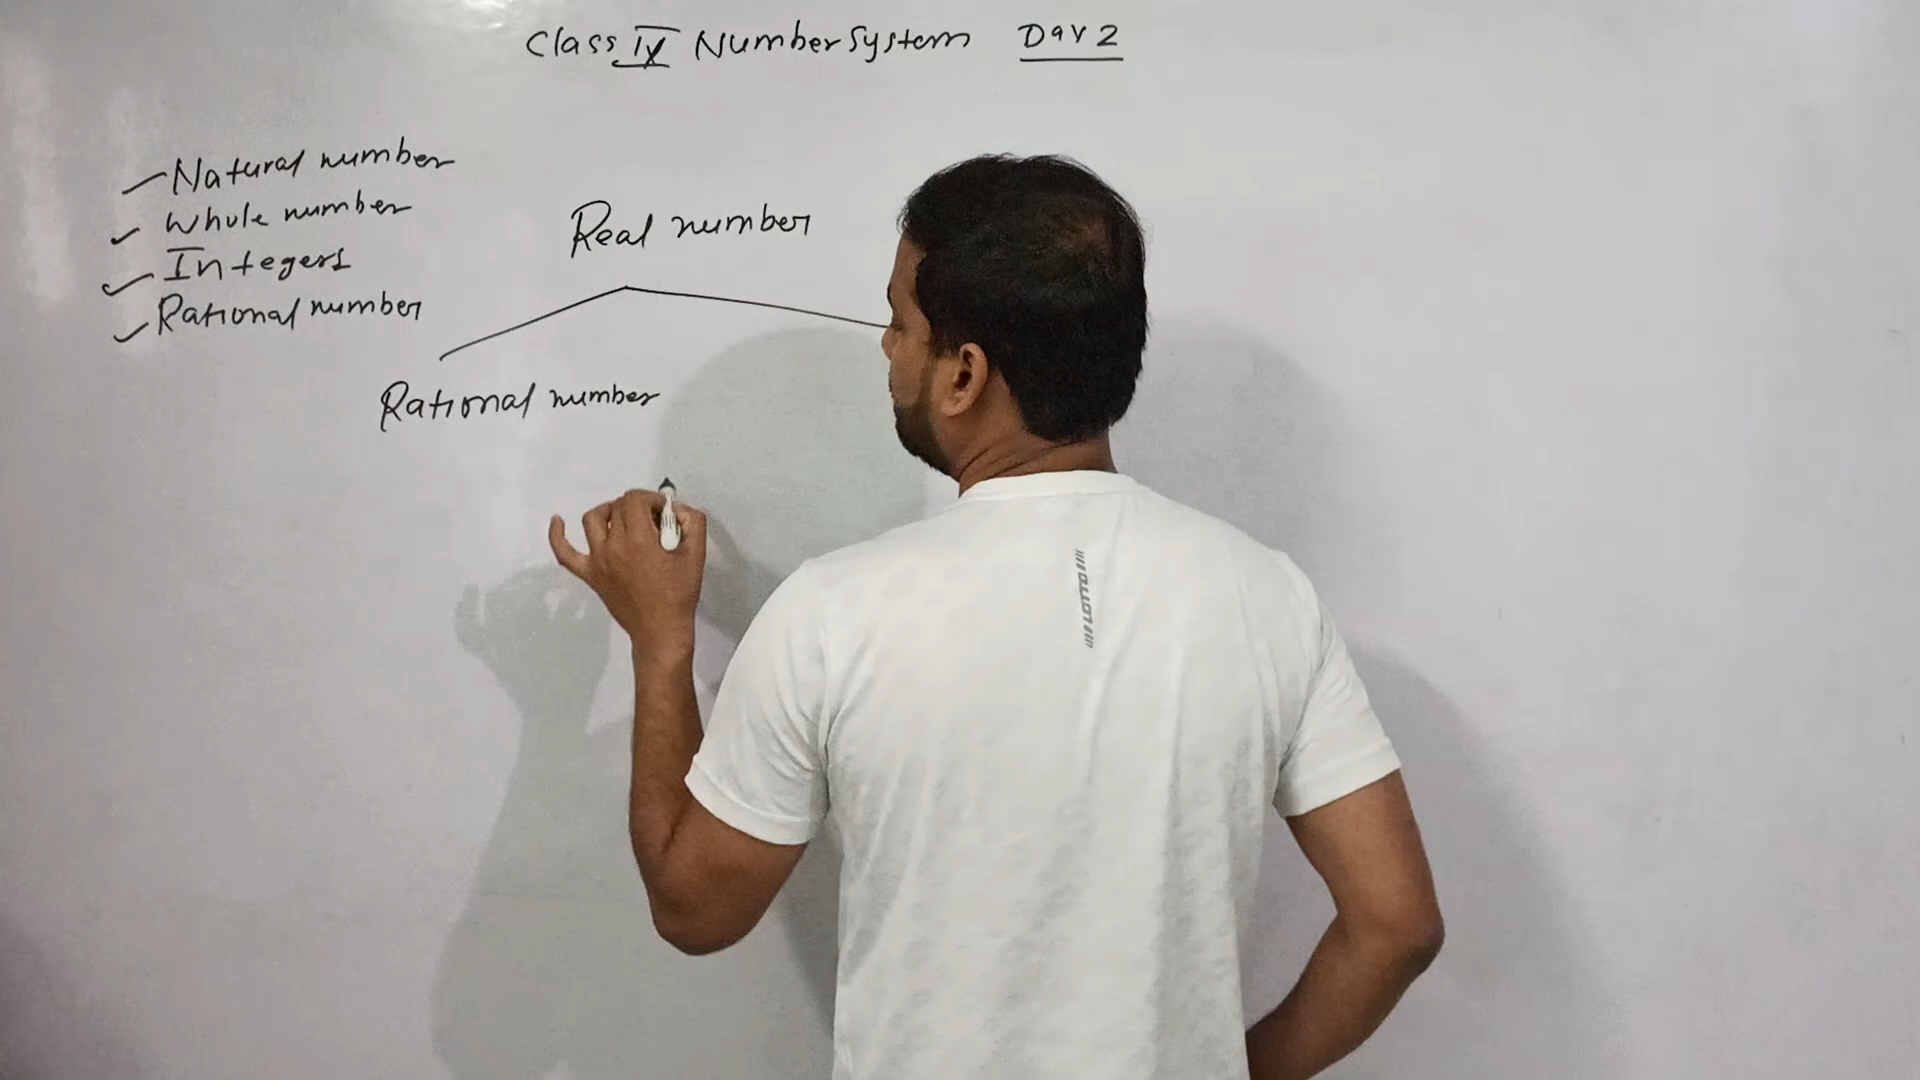 Class IX Number System Day 2
Natural number
Whole number
Integers
Rational number
Real number
Rational number